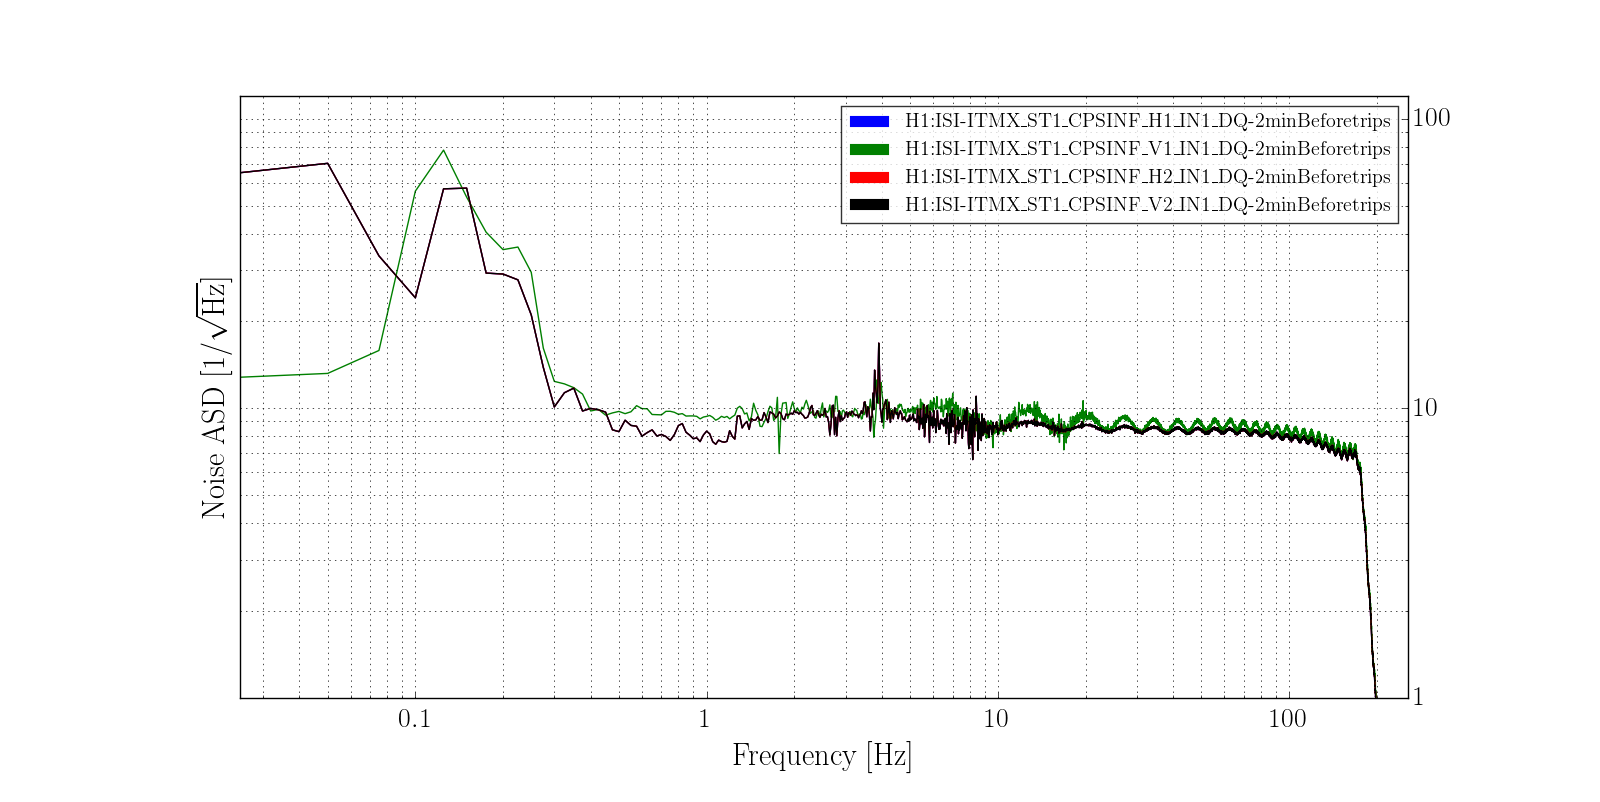 H1:ISI-ITMX_ST1_CPSINF_H1_IN1_DQ-2minBeforetrips
H1:ISI-ITMX_ST1_CPSINF_V1_IN1_DQ-2minBeforetrips
H1:ISI-ITMX_ST1_CPSINF_H2_IN1_DQ-2minBeforetrips
H1:ISI-ITMX_ST1_CPSINF_V2_IN1_DQ-2minBeforetrips
100
10
1
Noise ASD [1/√Hz]
0.1 1 10 100
Frequency [Hz]